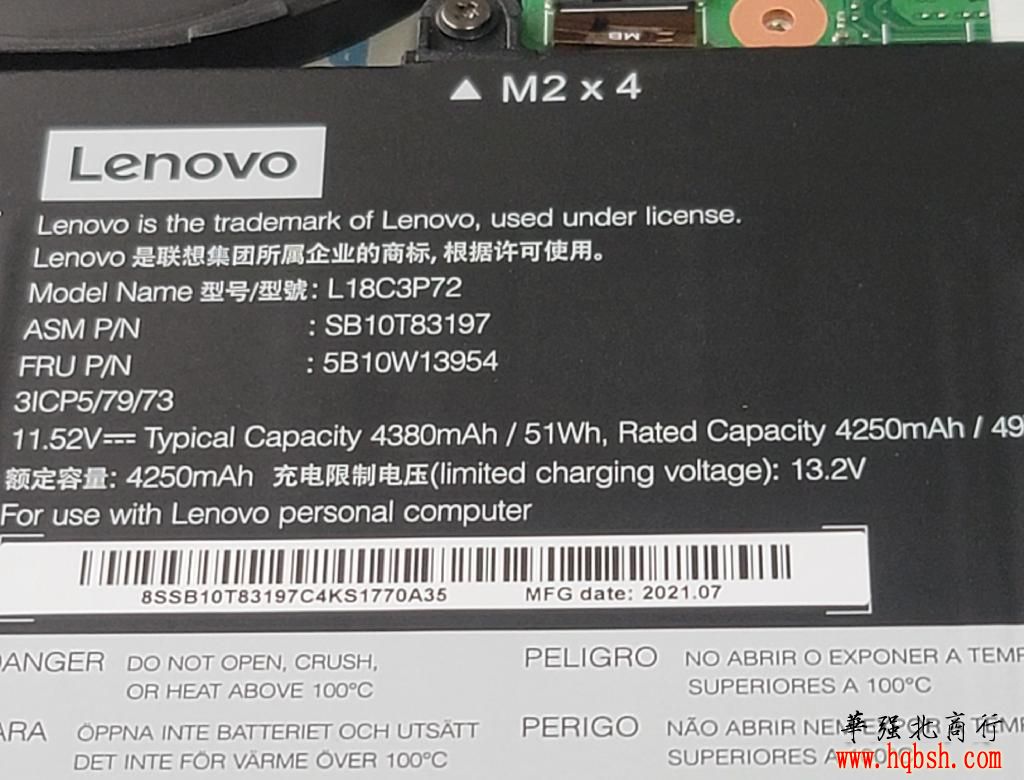 MB
▲ M2 x 4
Lenovo
Lenovo is the trademark of Lenovo, used under license.
Lenovo 是联想集团所属企业的商标, 根据许可使用。
Model Name 型号/型號: L18C3P72
ASM P/N : SB10T83197
FRU P/N : 5B10W13954
3ICP5/79/73
11.52V⎓ Typical Capacity 4380mAh / 51Wh, Rated Capacity 4250mAh / 49
额定容量: 4250mAh 充电限制电压(limited charging voltage): 13.2V
For use with Lenovo personal computer
8SSB10T83197C4KS1770A35 MFG date: 2021.07
DANGER DO NOT OPEN, CRUSH,
OR HEAT ABOVE 100°C
PELIGRO NO ABRIR O EXPONER A TEMP
SUPERIORES A 100°C
ARA ÖPPNA INTE BATTERIET OCH UTSÄTT
DET INTE FÖR VÄRME ÖVER 100°C
PERIGO NÃO ABRIR NEM EXPOR A TEMP
SUPERIORES A 100°C
華强北商行
www.hqbsh.com